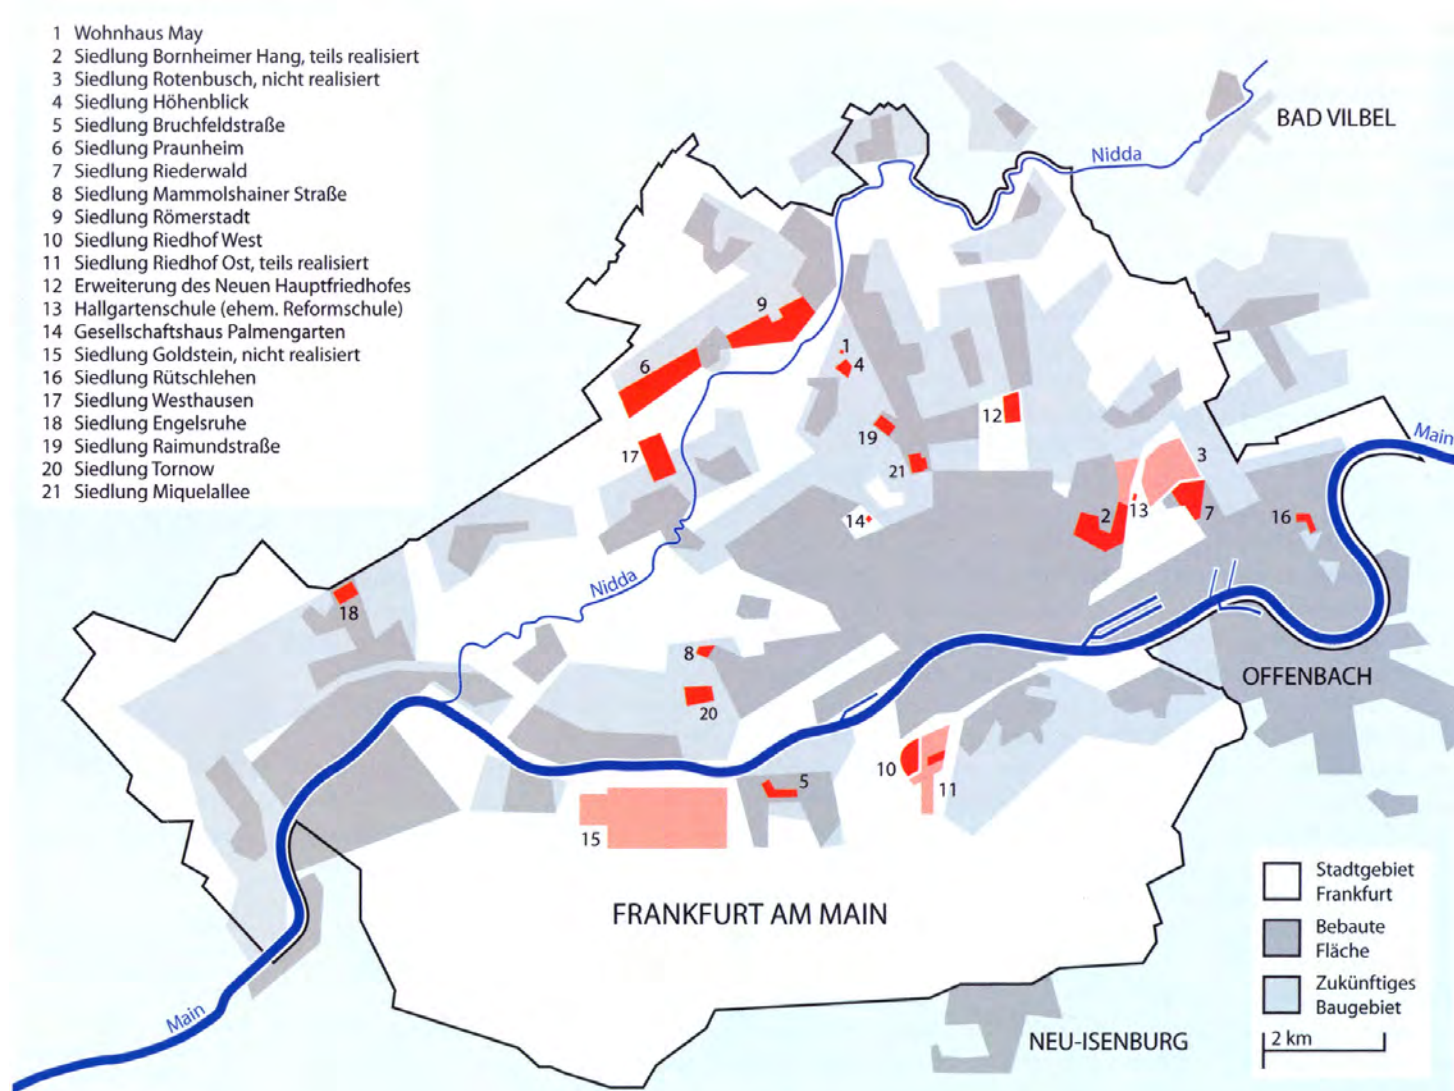 1 Wohnhaus May
2 Siedlung Bornheimer Hang, teils realisiert
3 Siedlung Rotenbusch, nicht realisiert
4 Siedlung Höhenblick
5 Siedlung Bruchfeldstraße
6 Siedlung Praunheim
7 Siedlung Riederwald
8 Siedlung Mammolshainer Straße
9 Siedlung Römerstadt
10 Siedlung Riedhof West
11 Siedlung Riedhof Ost, teils realisiert
12 Erweiterung des Neuen Hauptfriedhofes
13 Hallgartenschule (ehem. Reformschule)
14 Gesellschaftshaus Palmengarten
15 Siedlung Goldstein, nicht realisiert
16 Siedlung Rütschlehen
17 Siedlung Westhausen
18 Siedlung Engelsruhe
19 Siedlung Raimundstraße
20 Siedlung Tornow
21 Siedlung Miquelallee
BAD VILBEL
Nidda
9
1
6
4
12
19
Main
17
21
3
14
2
13
7
16
Nidda
18
8
OFFENBACH
20
10
5
11
15
FRANKFURT AM MAIN
Main
NEU-ISENBURG
Stadtgebiet
Frankfurt
Bebaute
Fläche
Zukünftiges
Baugebiet
2 km